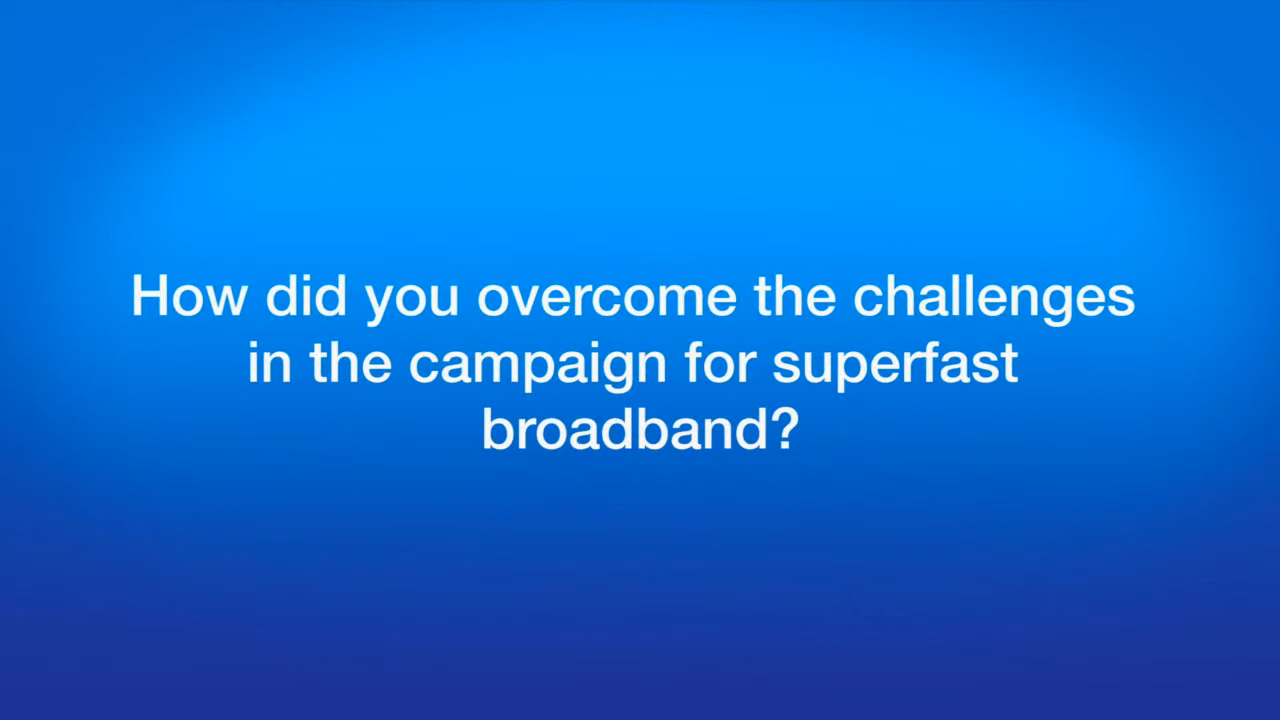 How did you overcome the challenges
in the campaign for superfast
broadband?